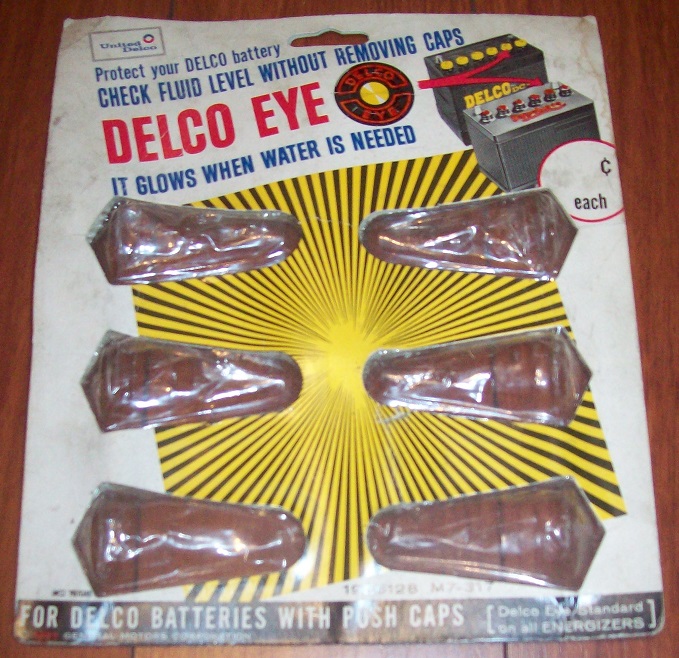 United
Delco
Protect your DELCO battery
CHECK FLUID LEVEL WITHOUT REMOVING CAPS
DELCO EYE
DELCO
EYE
IT GLOWS WHEN WATER IS NEEDED
DELCO
¢
each
M7-317
FOR DELCO BATTERIES WITH PUSH CAPS
[Delco Eye Standard
on all ENERGIZERS]
GENERAL MOTORS CORPORATION